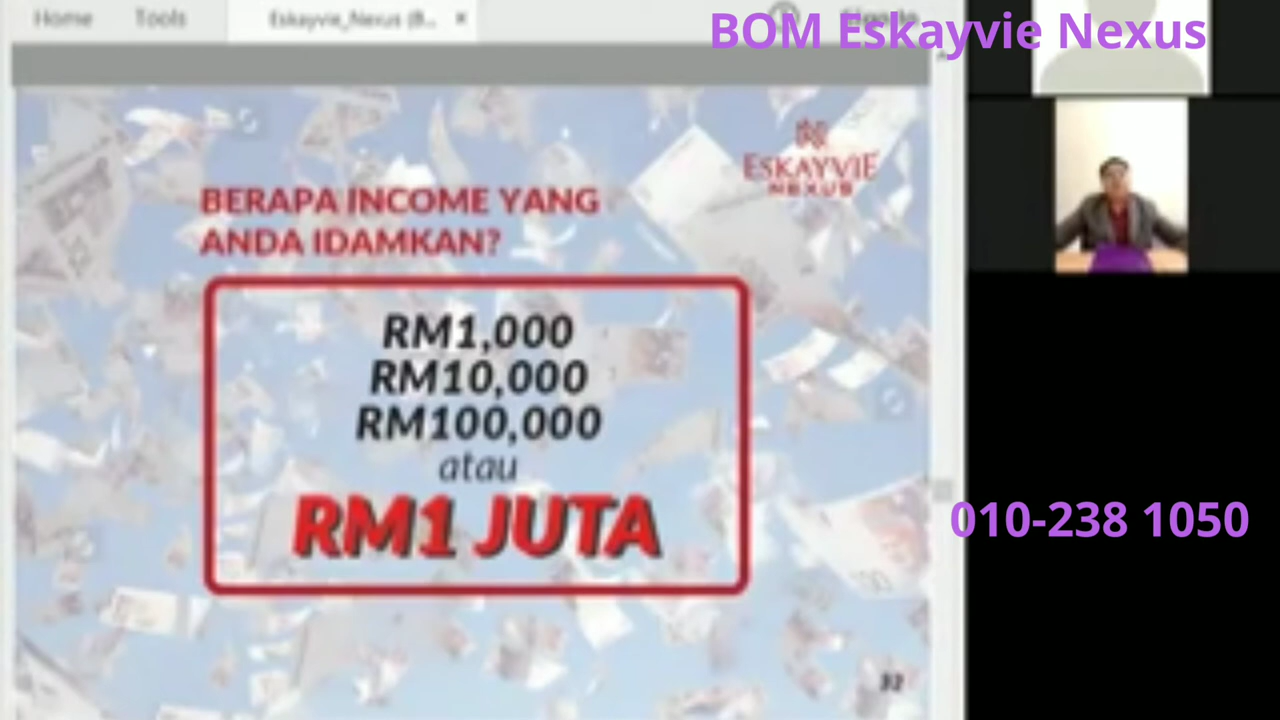 Home Tools Eskayvie_Nexus (B...
BOM Eskayvie Nexus
ESKAYVIE
NEXUS
BERAPA INCOME YANG
ANDA IDAMKAN?
RM1,000
RM10,000
RM100,000
atau
RM1 JUTA
010-238 1050